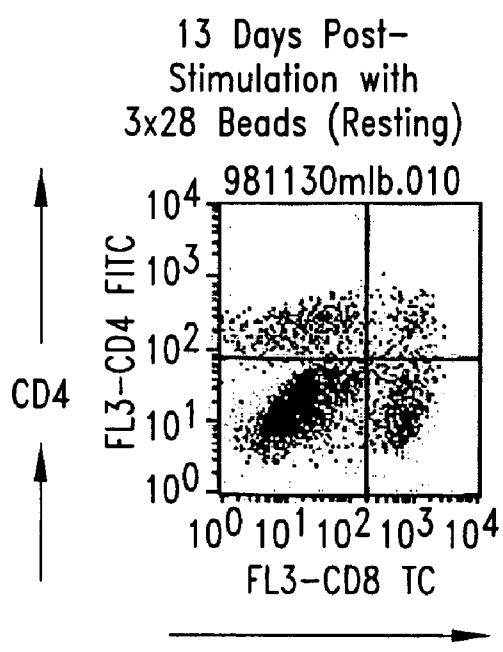 13 Days Post-
Stimulation with
3x28 Beads (Resting)
981130mlb.010
CD4
FL3-CD4 FITC
10^4
10^3
10^2
10^1
10^0
10^0 10^1 10^2 10^3 10^4
FL3-CD8 TC